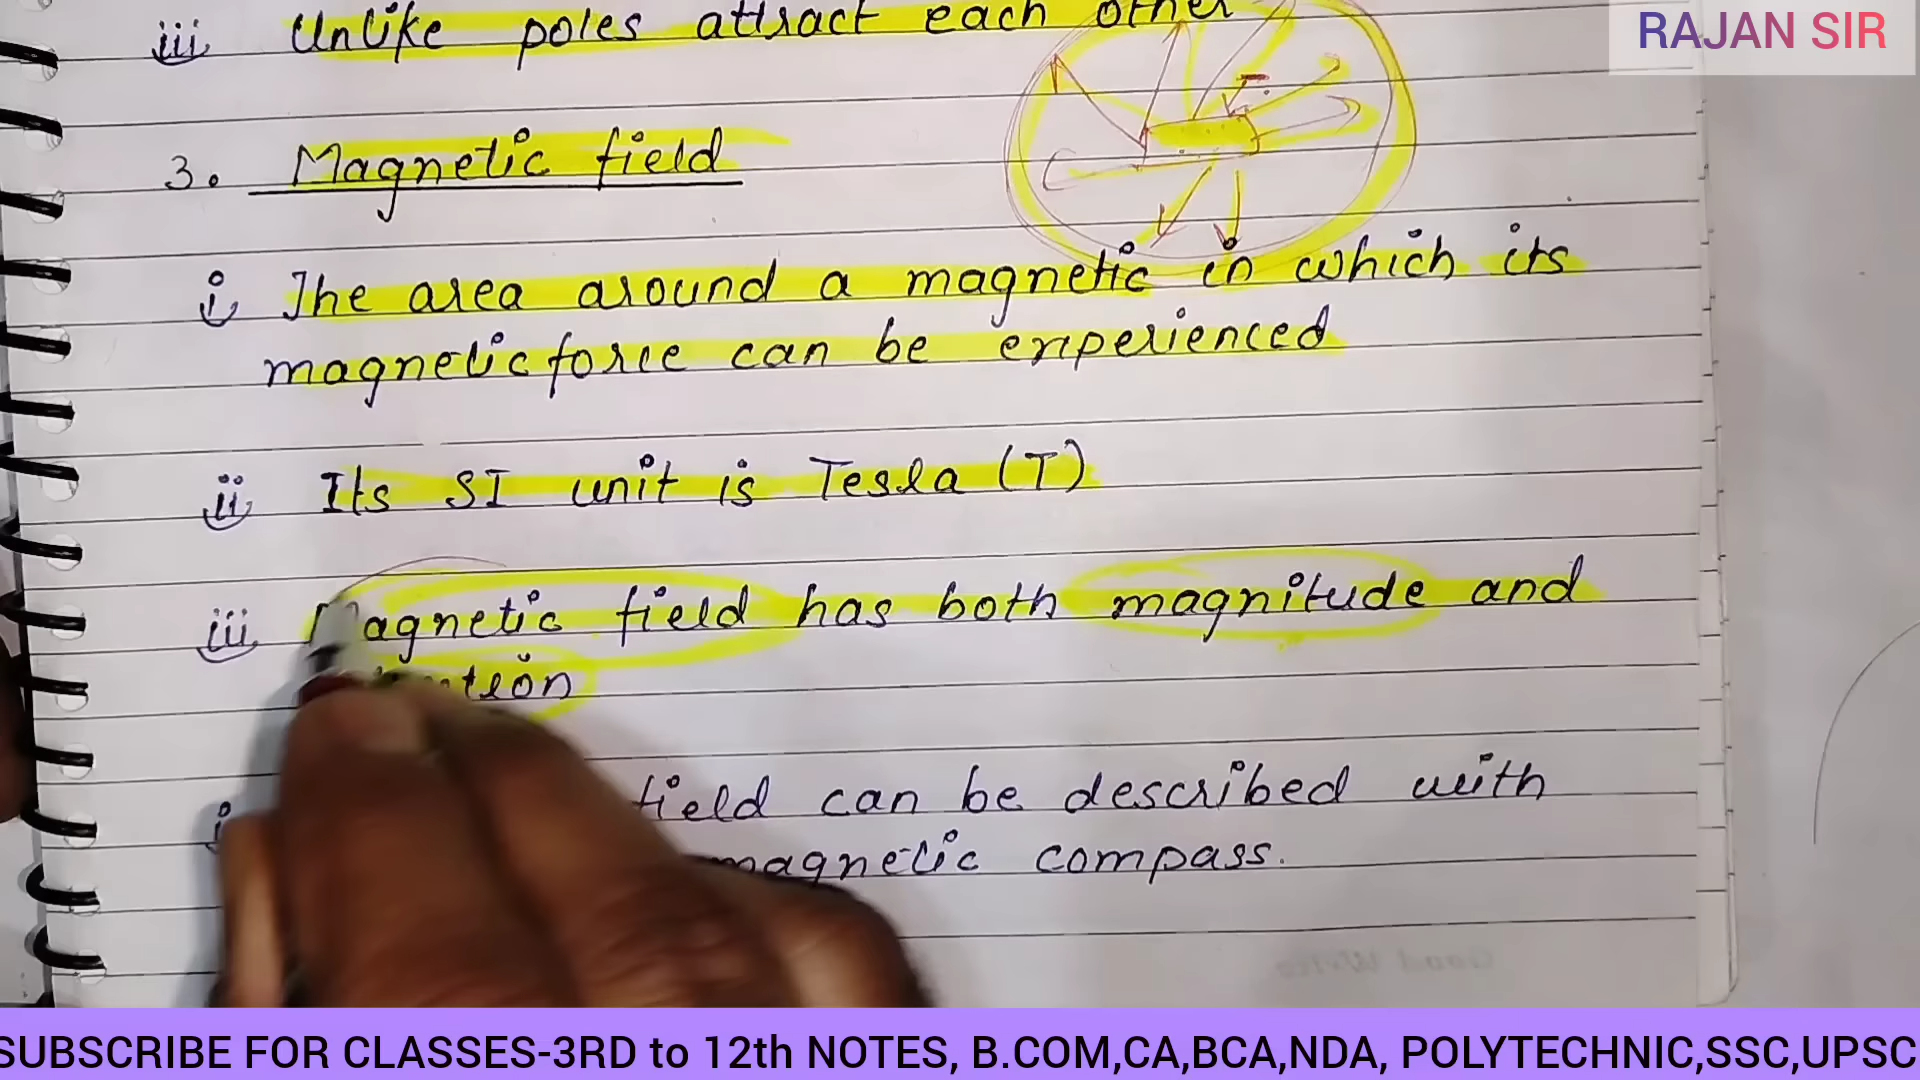 RAJAN SIR
iii Unlike poles attract each other
3. Magnetic field
i The area around a magnetic in which its
magnetic force can be experienced
ii Its SI unit is Tesla (T)
iii Magnetic field has both magnitude and
field can be described with
magnetic compass.
SUBSCRIBE FOR CLASSES-3RD to 12th NOTES, B.COM,CA,BCA,NDA, POLYTECHNIC,SSC,UPSC